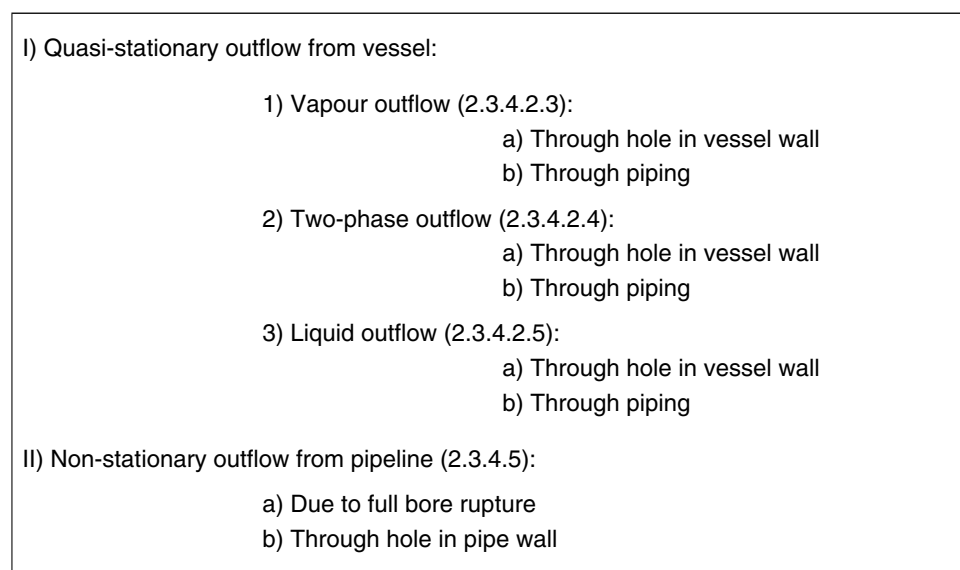 I) Quasi-stationary outflow from vessel:
1) Vapour outflow (2.3.4.2.3):
a) Through hole in vessel wall
b) Through piping
2) Two-phase outflow (2.3.4.2.4):
a) Through hole in vessel wall
b) Through piping
3) Liquid outflow (2.3.4.2.5):
a) Through hole in vessel wall
b) Through piping
II) Non-stationary outflow from pipeline (2.3.4.5):
a) Due to full bore rupture
b) Through hole in pipe wall